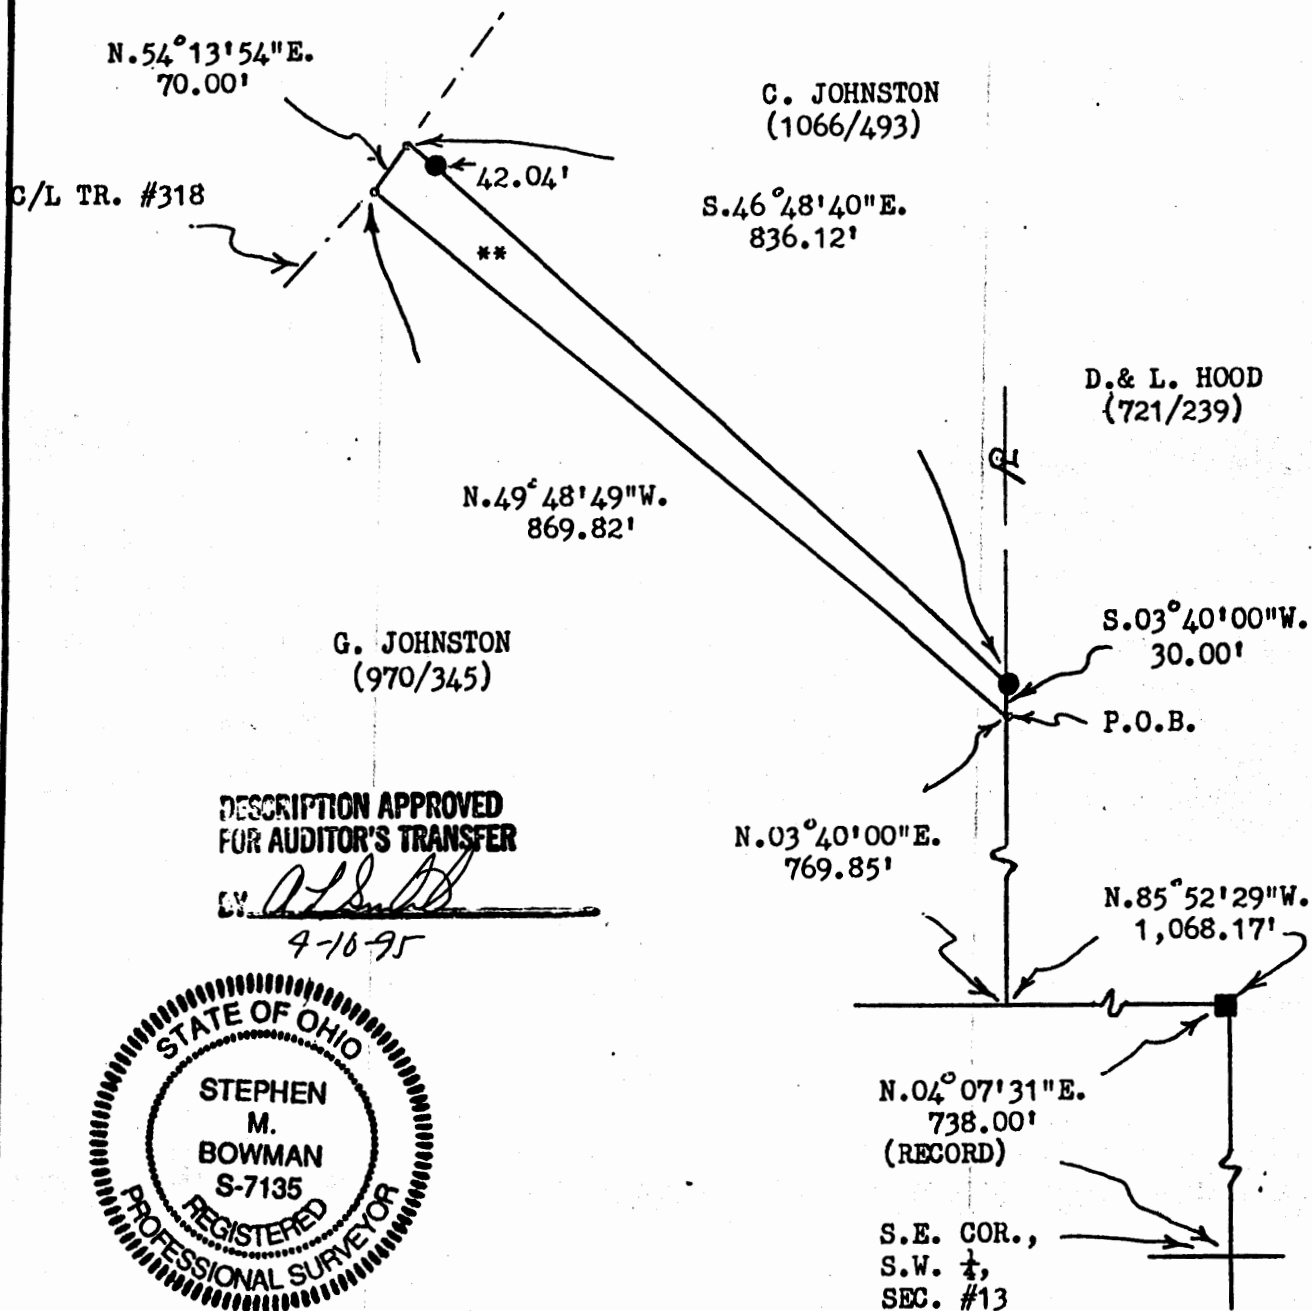 N.54°13'54"E.
70.00'
C. JOHNSTON
(1066/493)
C/L TR. #318
42.04'
S.46°48'40"E.
836.12'
**
D.& L. HOOD
(721/239)
N.49°48'49"W.
869.82'
S.03°40'00"W.
30.00'
G. JOHNSTON
(970/345)
P.O.B.
DESCRIPTION APPROVED
FOR AUDITOR'S TRANSFER
BY
4-10-95
N.03°40'00"E.
769.85'
N.85°52'29"W.
1,068.17'
STATE OF OHIO
STEPHEN
M.
BOWMAN
S-7135
REGISTERED
PROFESSIONAL SURVEYOR
N.04°07'31"E.
738.00'
(RECORD)
S.E. COR.,
S.W. ¼,
SEC. #13